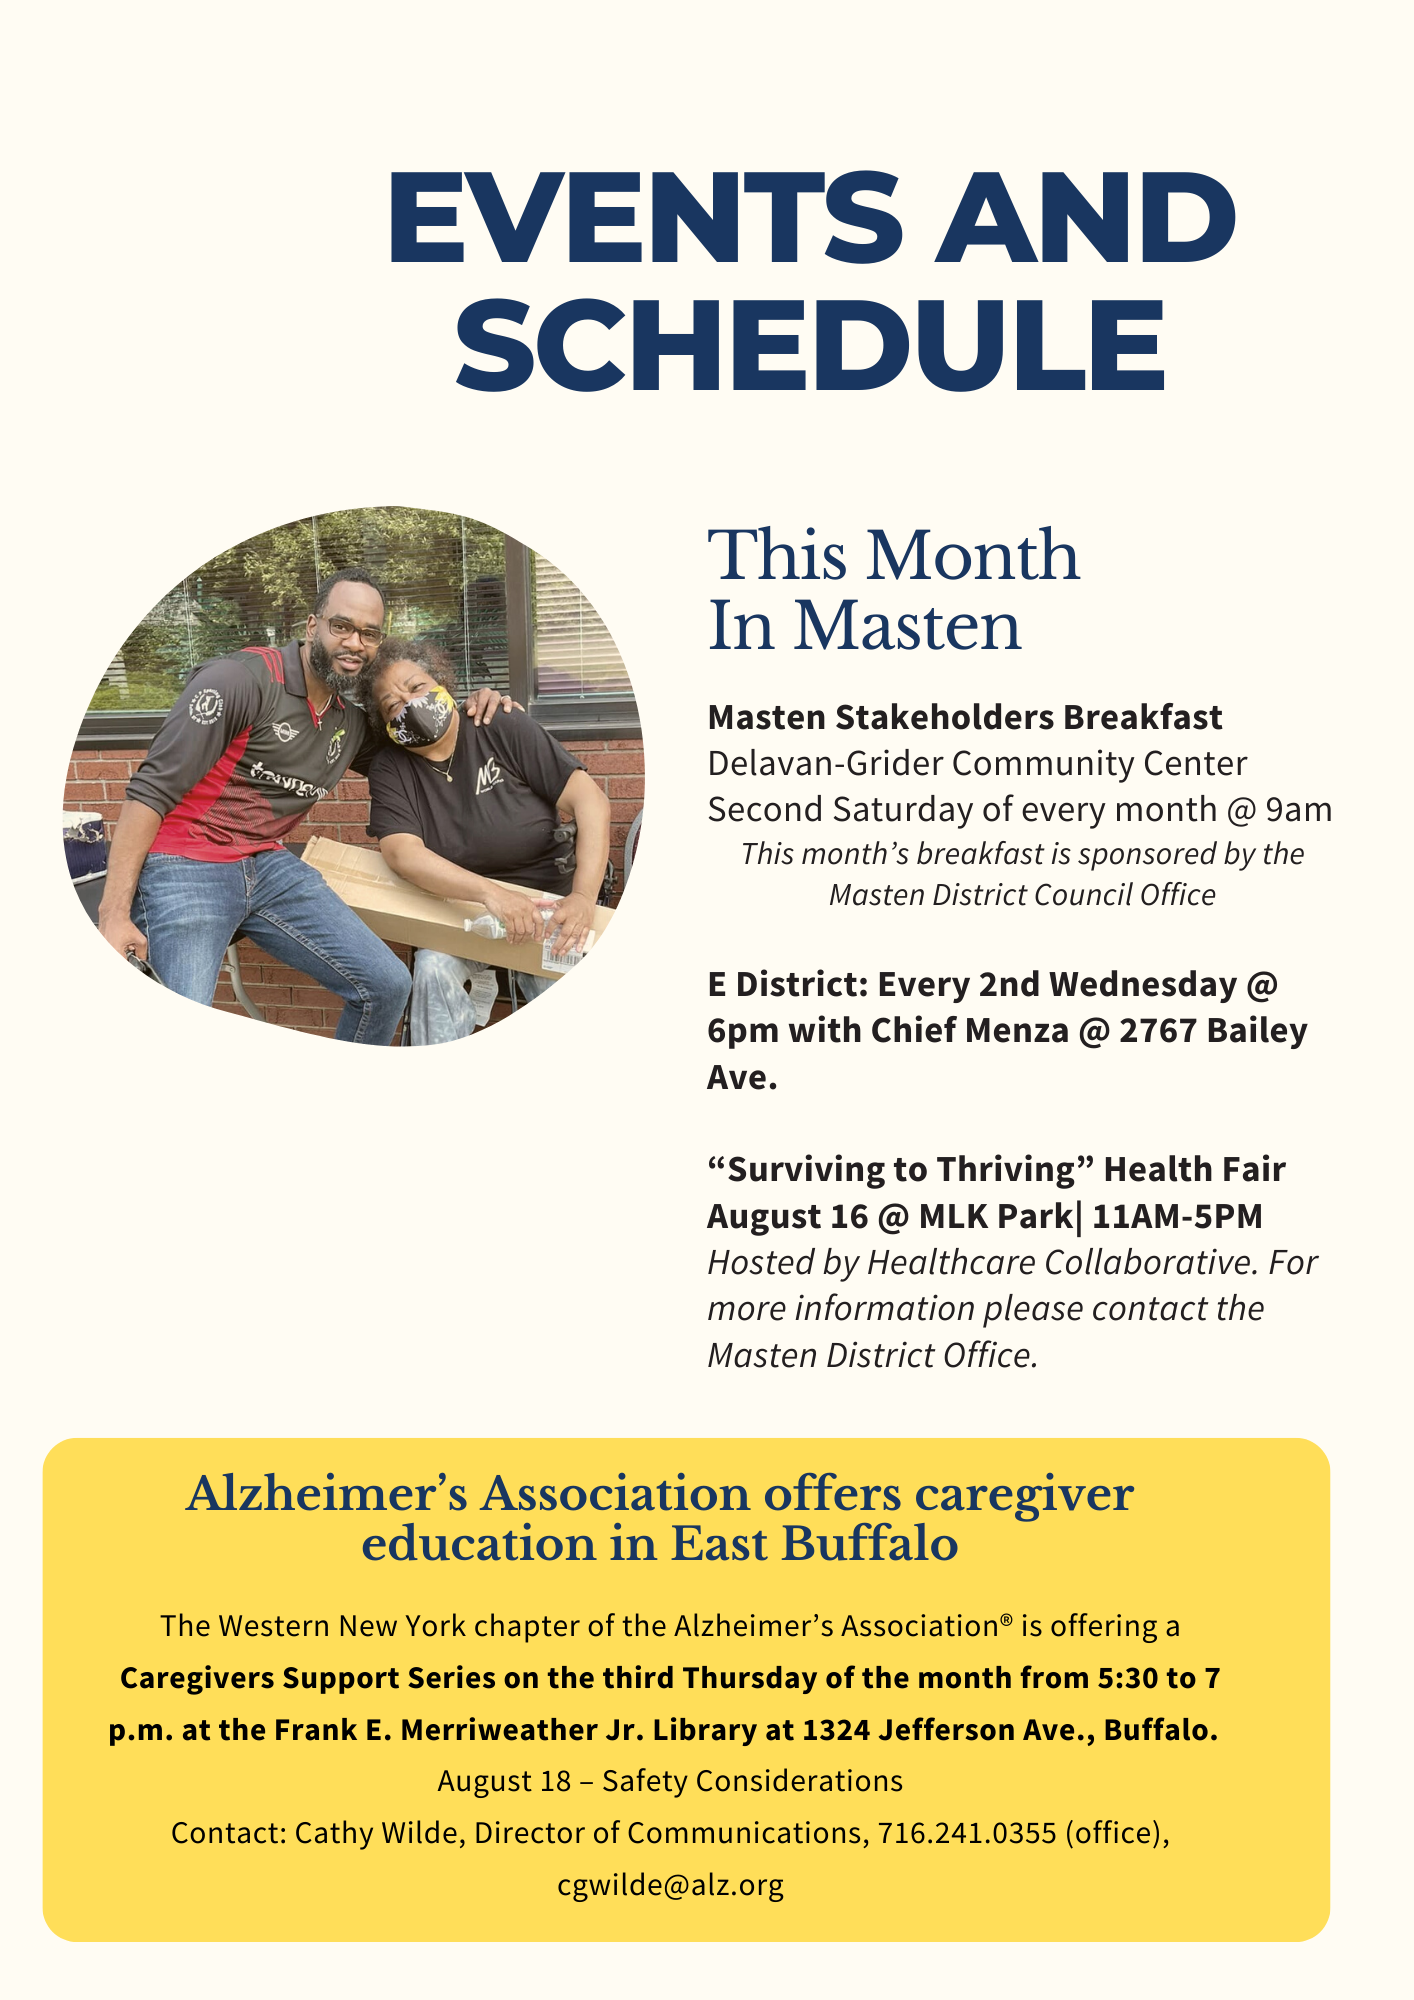 EVENTS AND
SCHEDULE
This Month
In Masten
Masten Stakeholders Breakfast
Delavan-Grider Community Center
Second Saturday of every month @ 9am
This month’s breakfast is sponsored by the
Masten District Council Office
E District: Every 2nd Wednesday @
6pm with Chief Menza @ 2767 Bailey
Ave.
“Surviving to Thriving” Health Fair
August 16 @ MLK Park| 11AM-5PM
Hosted by Healthcare Collaborative. For
more information please contact the
Masten District Office.
MB
Alzheimer’s Association offers caregiver
education in East Buffalo
The Western New York chapter of the Alzheimer’s Association® is offering a
Caregivers Support Series on the third Thursday of the month from 5:30 to 7
p.m. at the Frank E. Merriweather Jr. Library at 1324 Jefferson Ave., Buffalo.
August 18 – Safety Considerations
Contact: Cathy Wilde, Director of Communications, 716.241.0355 (office),
cgwilde@alz.org